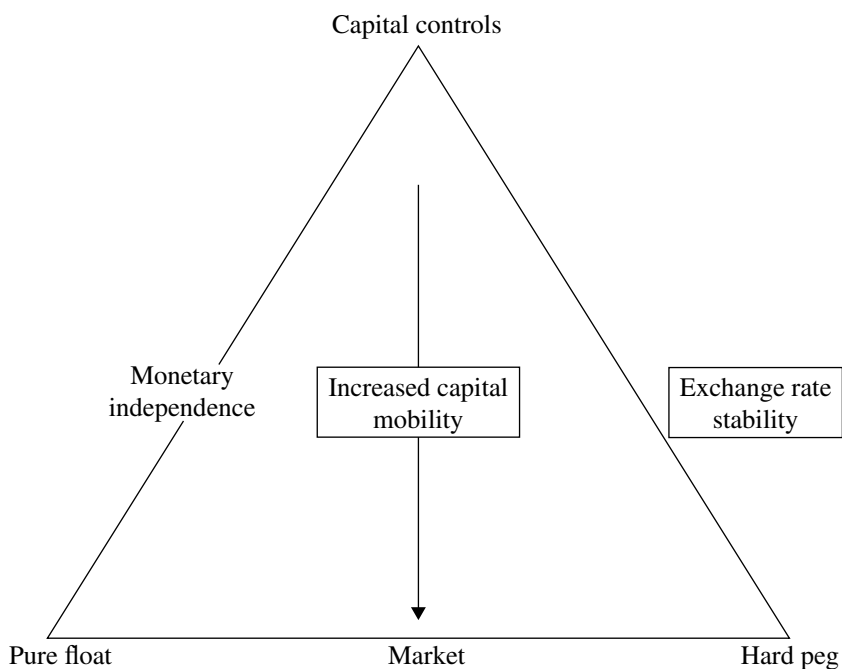 Capital controls
Monetary
independence
Increased capital
mobility
Exchange rate
stability
Pure float
Market
Hard peg